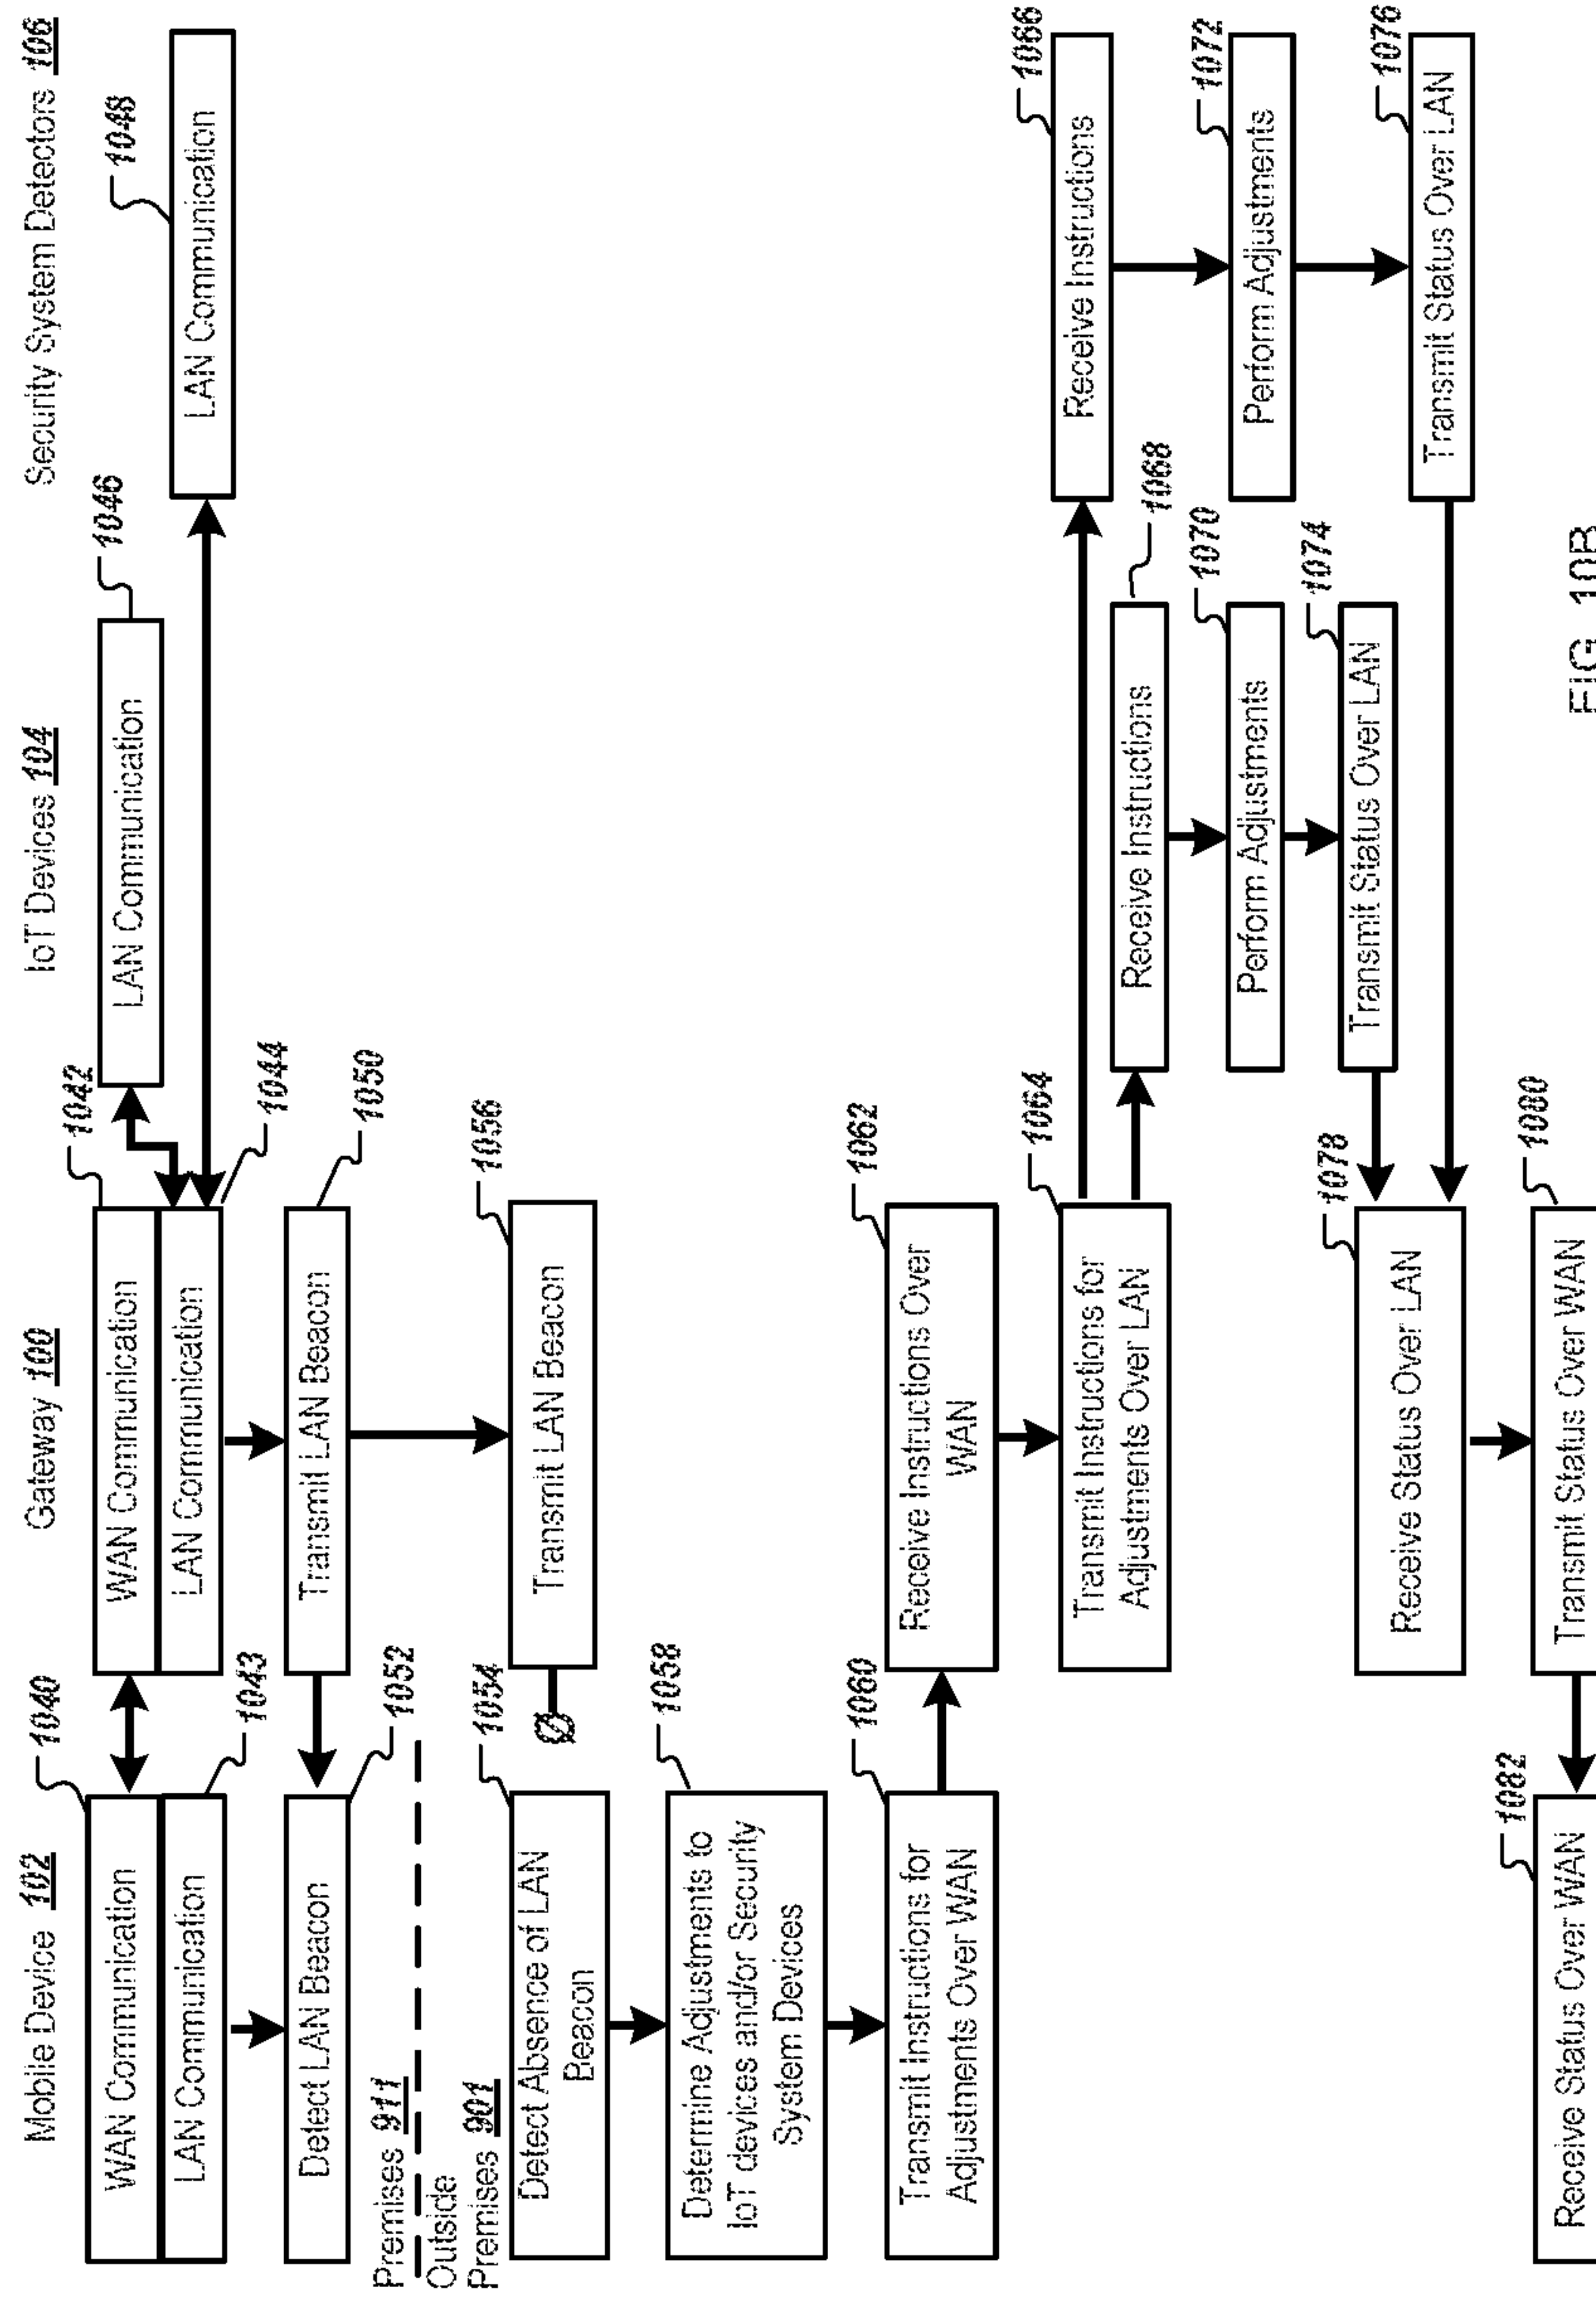 Mobile Device 102
Gateway 100
IoT Devices 104
Security System Detectors 106
1040
WAN Communication
1043
LAN Communication
1042
WAN Communication
1044
LAN Communication
1046
LAN Communication
1048
LAN Communication
1050
Transmit LAN Beacon
1052
Detect LAN Beacon
Premises 911
Outside
Premises 901
1054
Detect Absence of LAN
Beacon
1056
Transmit LAN Beacon
Ø
1058
Determine Adjustments to
IoT devices and/or Security
System Devices
1060
Transmit Instructions for
Adjustments Over WAN
1062
Receive Instructions Over
WAN
1064
Transmit Instructions for
Adjustments Over LAN
1066
Receive Instructions
1068
Receive Instructions
1070
Perform Adjustments
1072
Perform Adjustments
1074
Transmit Status Over LAN
1076
Transmit Status Over LAN
1078
Receive Status Over LAN
1080
Transmit Status Over WAN
1082
Receive Status Over WAN
FIG. 10B